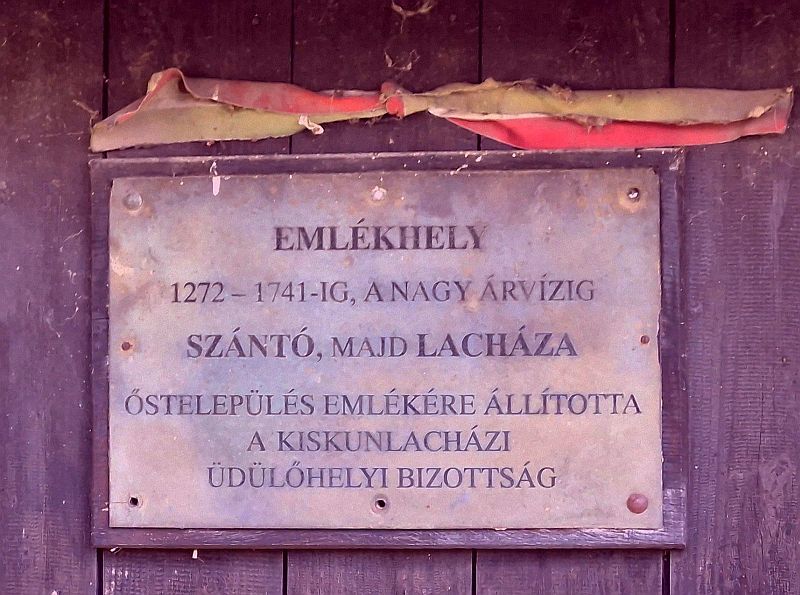 EMLÉKHELY
1272 – 1741-IG, A NAGY ÁRVÍZIG
SZÁNTÓ, MAJD LACHÁZA
ŐSTELEPÜLÉS EMLÉKÉRE ÁLLÍTOTTA
A KISKUNLACHÁZI
ÜDÜLŐHELYI BIZOTTSÁG